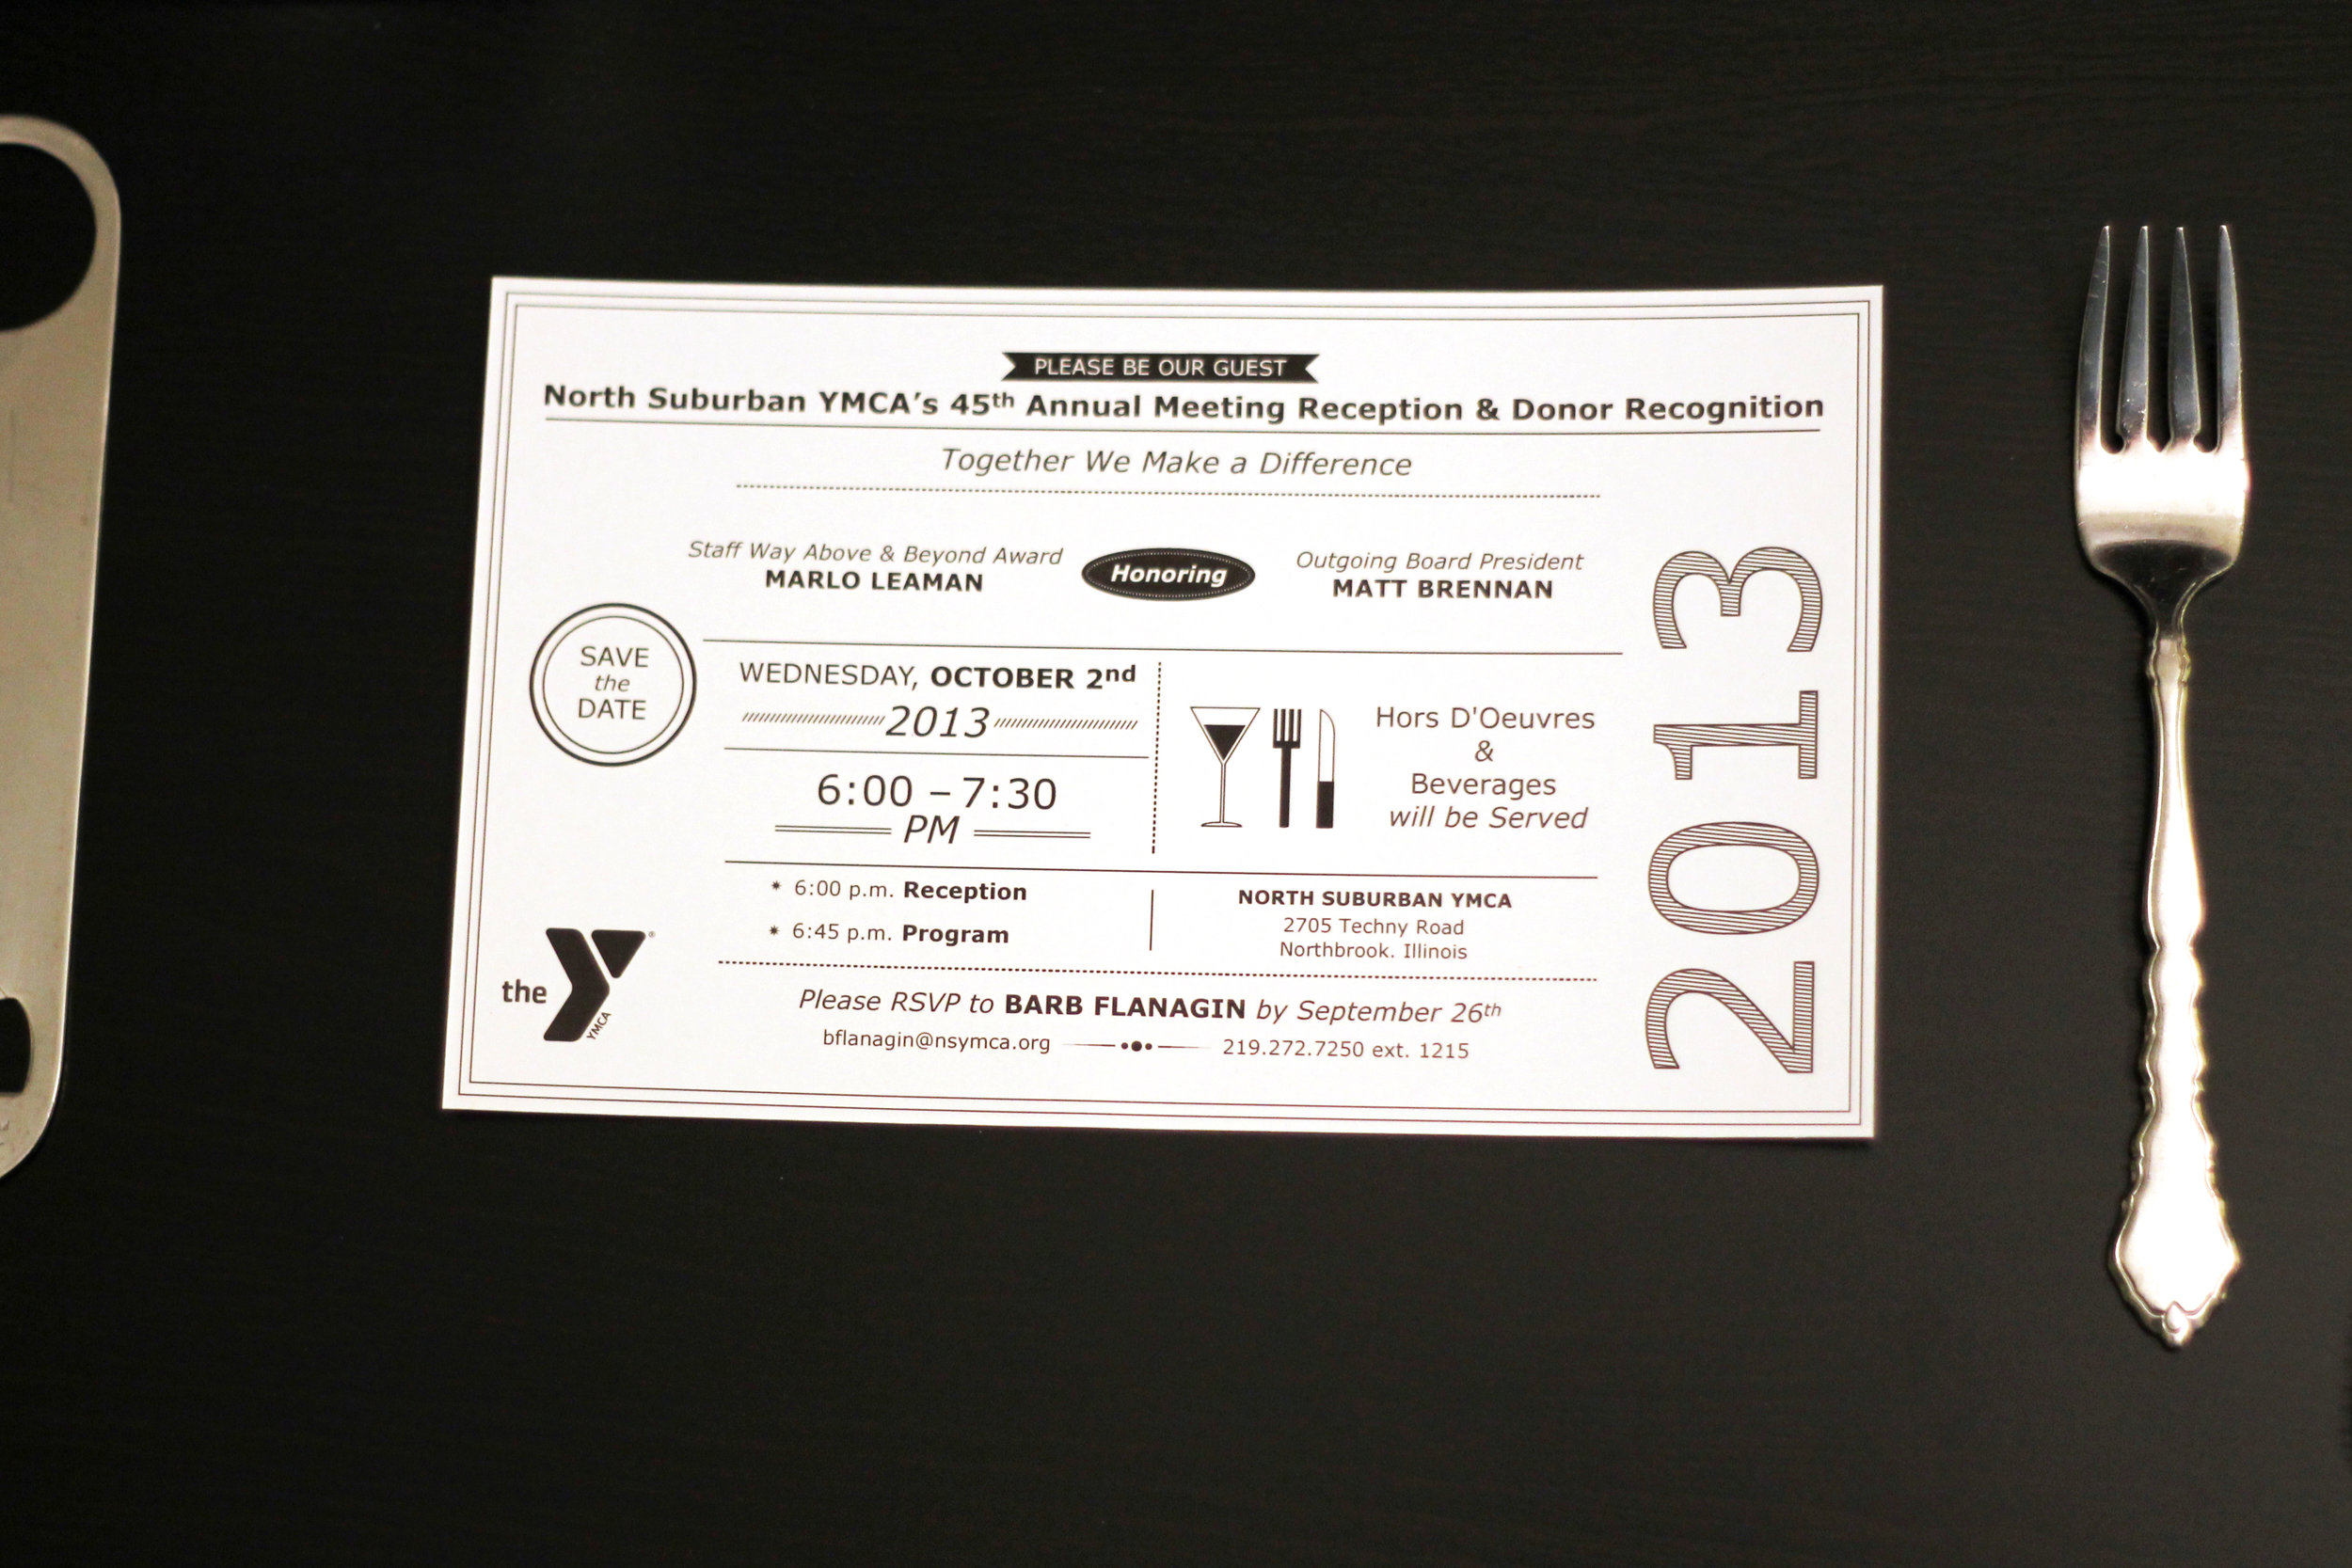 PLEASE BE OUR GUEST
North Suburban YMCA's 45th Annual Meeting Reception & Donor Recognition
Together We Make a Difference
Staff Way Above & Beyond Award
MARLO LEAMAN
Honoring
Outgoing Board President
MATT BRENNAN
SAVE
the
DATE
WEDNESDAY, OCTOBER 2nd
2013
6:00 – 7:30
PM
Hors D'Oeuvres
&
Beverages
will be Served
* 6:00 p.m. Reception
* 6:45 p.m. Program
NORTH SUBURBAN YMCA
2705 Techny Road
Northbrook. Illinois
Please RSVP to BARB FLANAGIN by September 26th
bflanagin@nsymca.org
219.272.7250 ext. 1215
the Y®
YMCA
2013